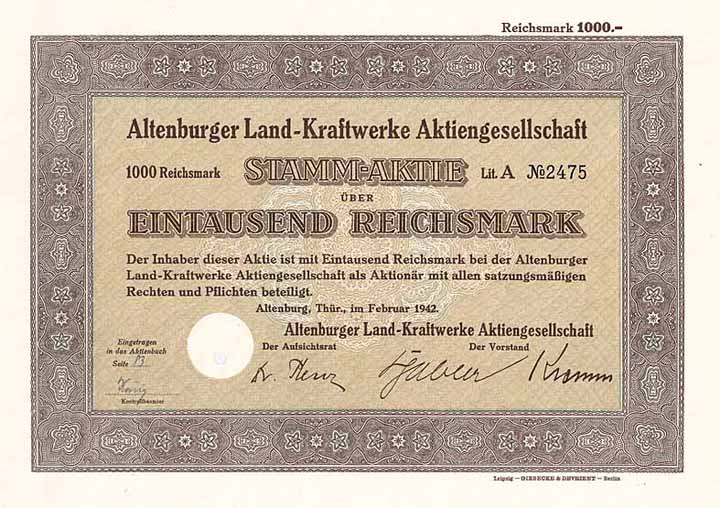 Reichsmark 1000.–
Altenburger Land-Kraftwerke Aktiengesellschaft
1000 Reichsmark STAMM-AKTIE Lit. A №2475
ÜBER
EINTAUSEND REICHSMARK
Der Inhaber dieser Aktie ist mit Eintausend Reichsmark bei der Altenburger
Land-Kraftwerke Aktiengesellschaft als Aktionär mit allen satzungsmäßigen
Rechten und Pflichten beteiligt.
Altenburg, Thür., im Februar 1942.
Altenburger Land-Kraftwerke Aktiengesellschaft
Der Aufsichtsrat Der Vorstand
Eingetragen
in das Aktienbuch
Seite 83
Kontrollbeamter
Leipzig – GIESECKE & DEVRIENT – Berlin